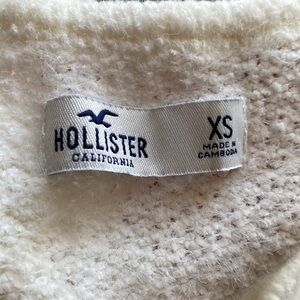 HOLLISTER
CALIFORNIA
XS
MADE IN
CAMBODIA